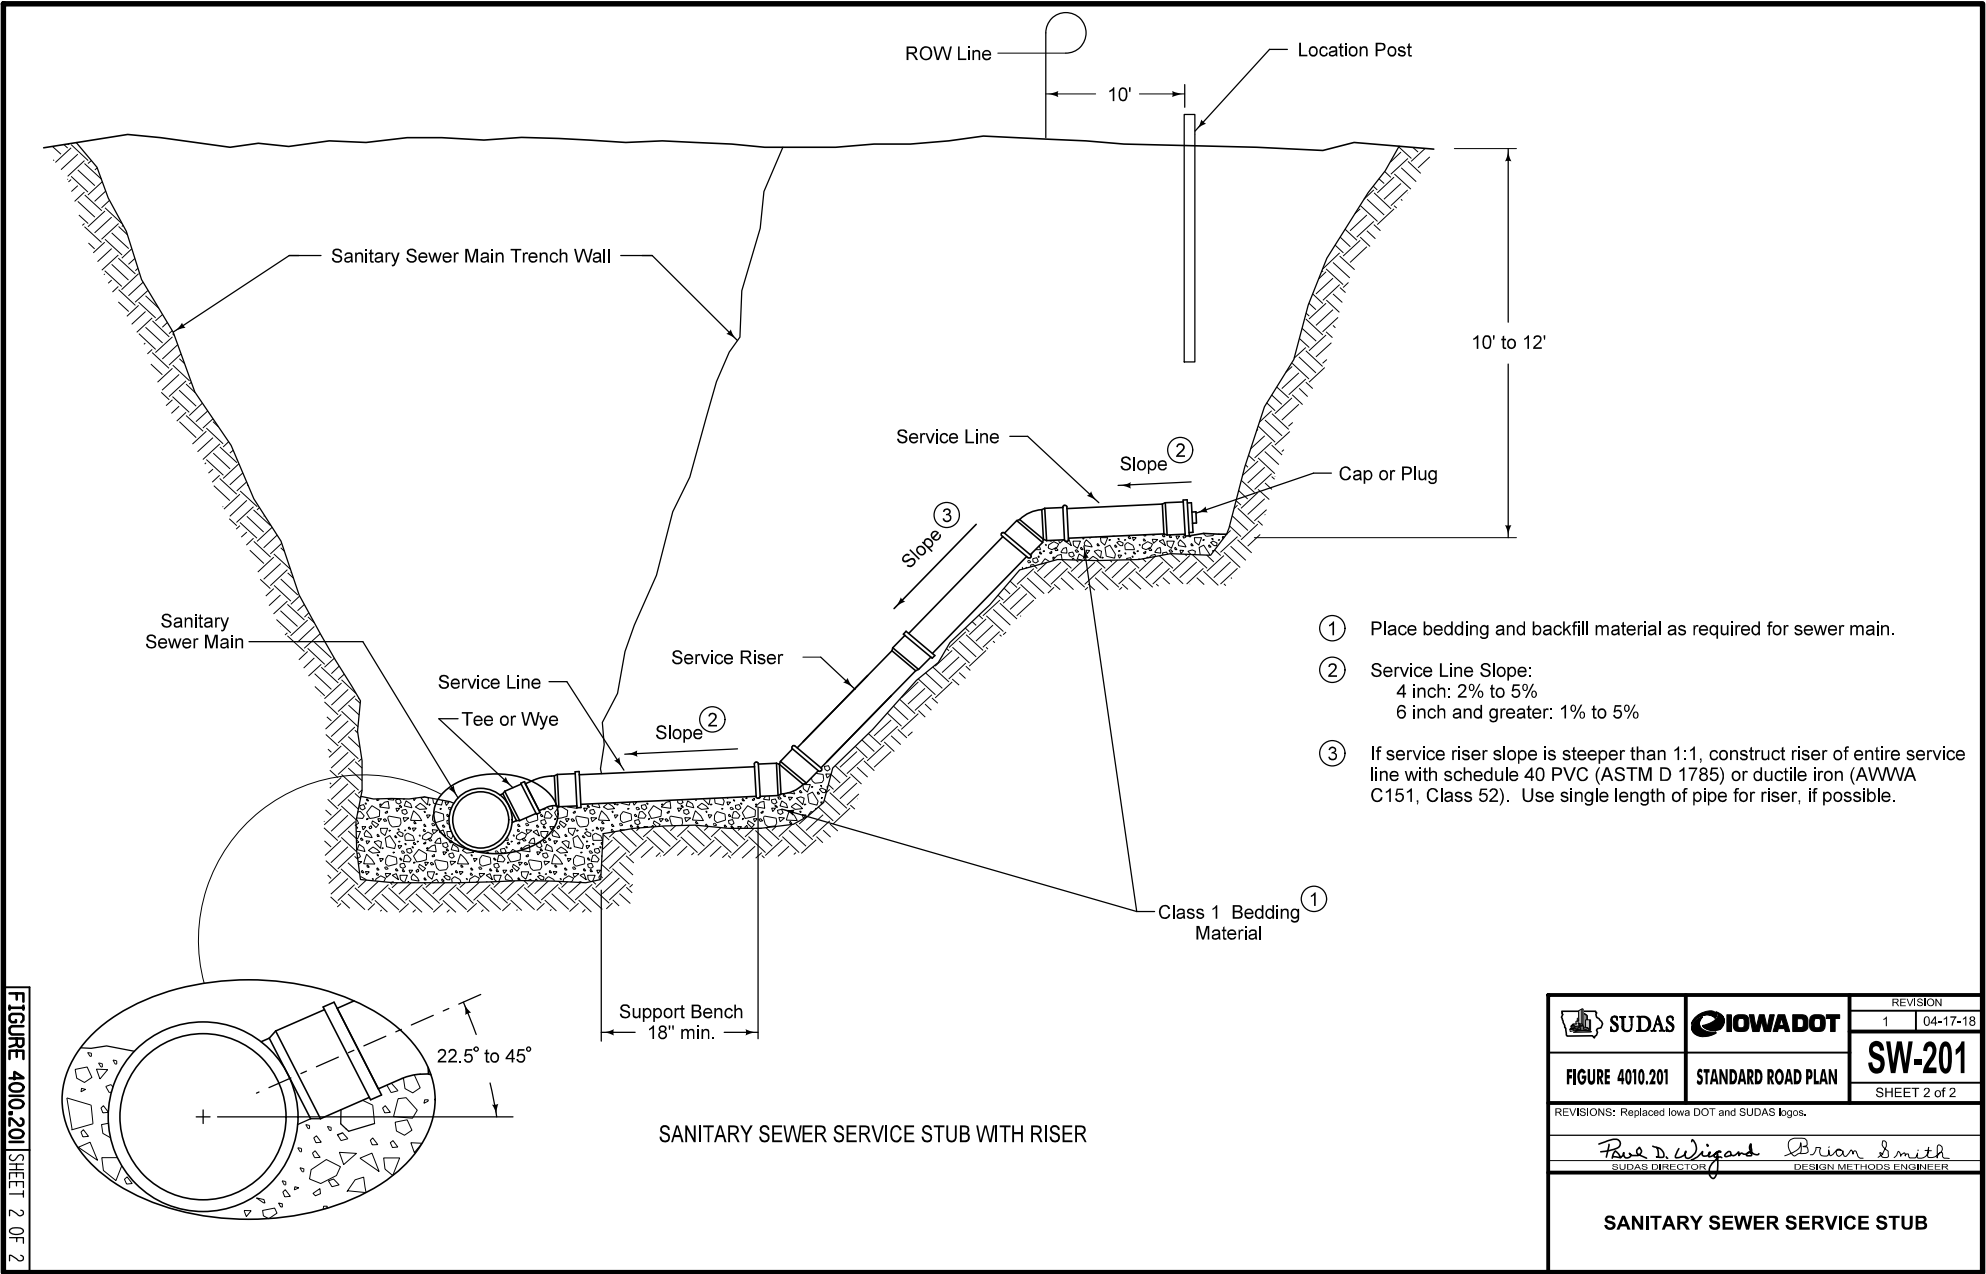 ROW Line
Location Post
10'
Sanitary Sewer Main Trench Wall
10' to 12'
Service Line
Slope 2
Cap or Plug
Slope 3
Sanitary
Sewer Main
Service Riser
Service Line
Tee or Wye
Slope 2
1 Place bedding and backfill material as required for sewer main.
2 Service Line Slope:
4 inch: 2% to 5%
6 inch and greater: 1% to 5%
3 If service riser slope is steeper than 1:1, construct riser of entire service
line with schedule 40 PVC (ASTM D 1785) or ductile iron (AWWA
C151, Class 52). Use single length of pipe for riser, if possible.
Class 1 Bedding 1
Material
Support Bench
18" min.
22.5° to 45°
SANITARY SEWER SERVICE STUB WITH RISER
FIGURE 4010.201 SHEET 2 OF 2
SUDAS
IOWADOT
REVISION
1 04-17-18
FIGURE 4010.201
STANDARD ROAD PLAN
SW-201
SHEET 2 of 2
REVISIONS: Replaced Iowa DOT and SUDAS logos.
Paul D. Wiegand
Brian Smith
SUDAS DIRECTOR
DESIGN METHODS ENGINEER
SANITARY SEWER SERVICE STUB